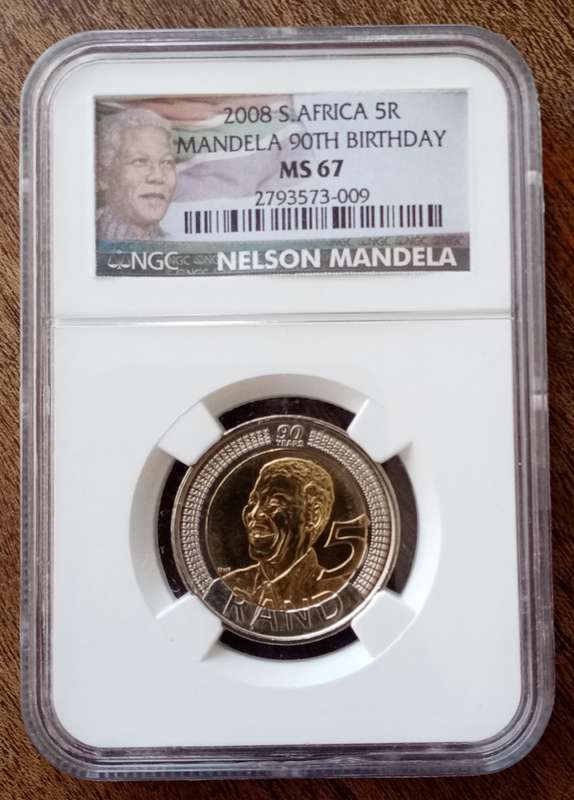 2008 S.AFRICA 5R
MANDELA 90TH BIRTHDAY
MS 67
2793573-009
NGC NELSON MANDELA
90
YEARS
5
RAND